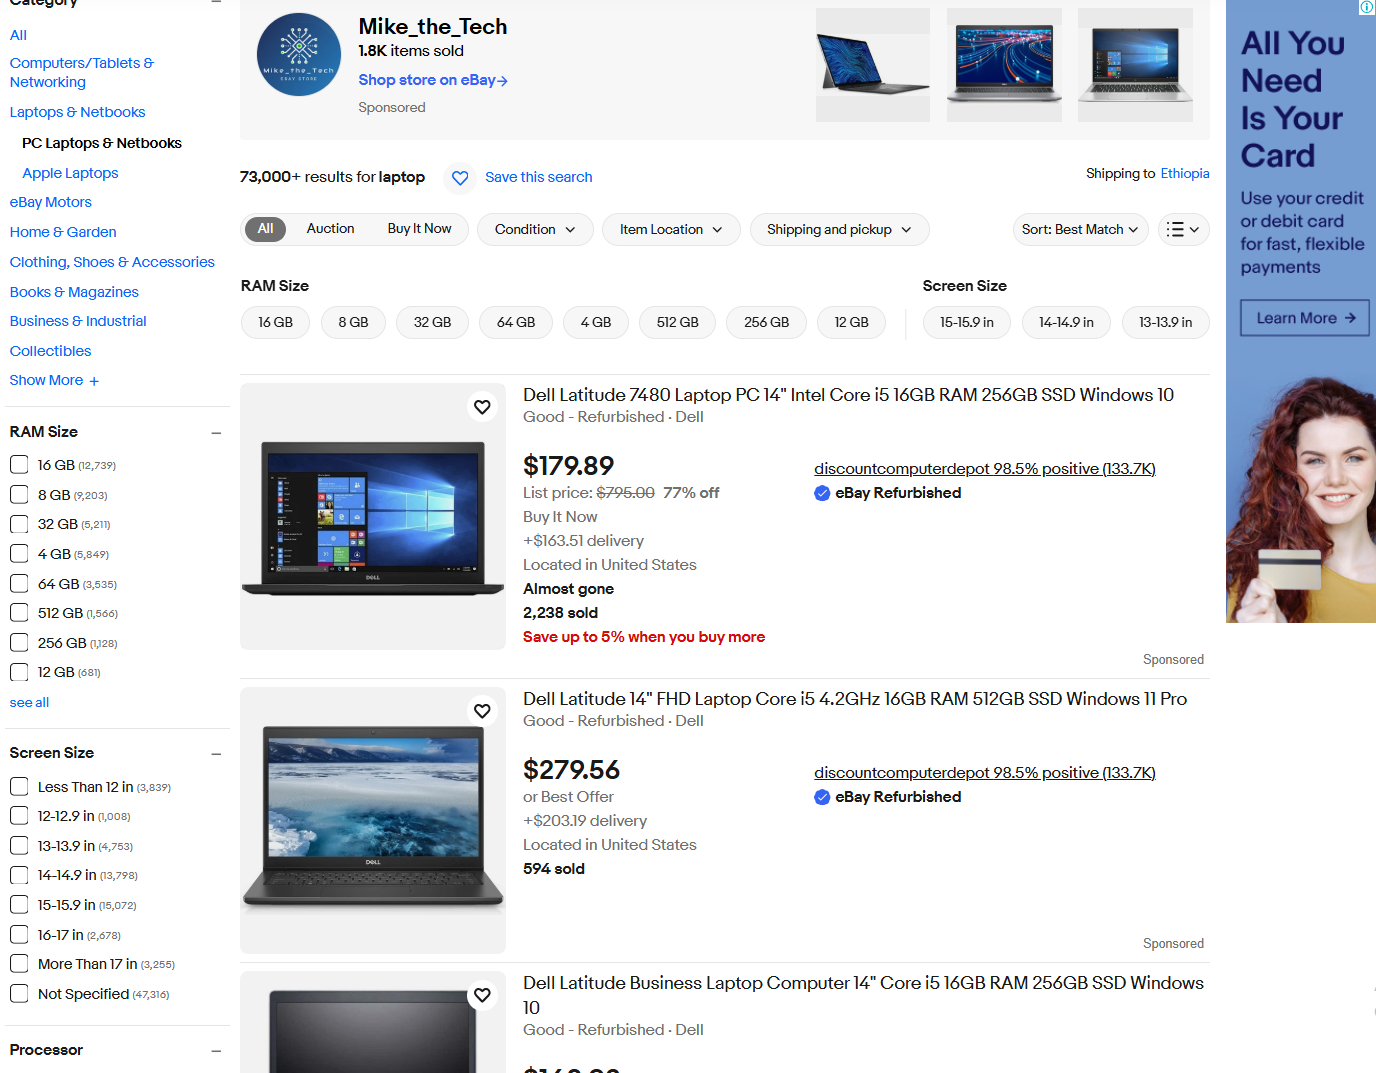 Category
All
Computers/Tablets &
Networking
Laptops & Netbooks
PC Laptops & Netbooks
Apple Laptops
eBay Motors
Home & Garden
Clothing, Shoes & Accessories
Books & Magazines
Business & Industrial
Collectibles
Show More +
RAM Size
16 GB (12,739)
8 GB (9,203)
32 GB (5,211)
4 GB (5,849)
64 GB (3,535)
512 GB (1,566)
256 GB (1,128)
12 GB (681)
see all
Screen Size
Less Than 12 in (3,839)
12-12.9 in (1,008)
13-13.9 in (4,753)
14-14.9 in (13,798)
15-15.9 in (15,072)
16-17 in (2,678)
More Than 17 in (3,255)
Not Specified (47,316)
Processor
Mike_the_Tech
EBAY STORE
Mike_the_Tech
1.8K items sold
Shop store on eBay→
Sponsored
73,000+ results for laptop
Save this search
Shipping to Ethiopia
All
Auction
Buy It Now
Condition
Item Location
Shipping and pickup
Sort: Best Match
RAM Size
16 GB
8 GB
32 GB
64 GB
4 GB
512 GB
256 GB
12 GB
Screen Size
15-15.9 in
14-14.9 in
13-13.9 in
DELL
Dell Latitude 7480 Laptop PC 14" Intel Core i5 16GB RAM 256GB SSD Windows 10
Good - Refurbished · Dell
$179.89
List price: $795.00 77% off
Buy It Now
+$163.51 delivery
Located in United States
Almost gone
2,238 sold
Save up to 5% when you buy more
discountcomputerdepot 98.5% positive (133.7K)
eBay Refurbished
Sponsored
DELL
Dell Latitude 14" FHD Laptop Core i5 4.2GHz 16GB RAM 512GB SSD Windows 11 Pro
Good - Refurbished · Dell
$279.56
or Best Offer
+$203.19 delivery
Located in United States
594 sold
discountcomputerdepot 98.5% positive (133.7K)
eBay Refurbished
Sponsored
Dell Latitude Business Laptop Computer 14" Core i5 16GB RAM 256GB SSD Windows
10
Good - Refurbished · Dell
All You
Need
Is Your
Card
Use your credit
or debit card
for fast, flexible
payments
Learn More →